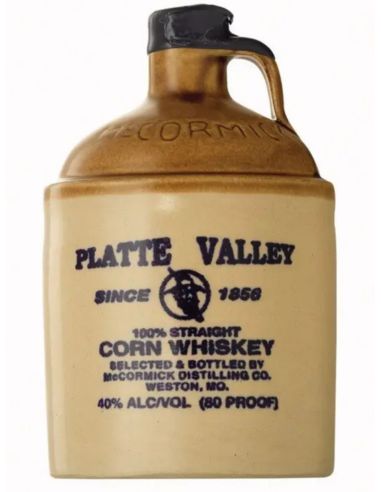 McCORMICK
PLATTE VALLEY
SINCE 1856
100% STRAIGHT
CORN WHISKEY
SELECTED & BOTTLED BY
McCORMICK DISTILLING CO.
WESTON, MO.
40% ALC/VOL (80 PROOF)